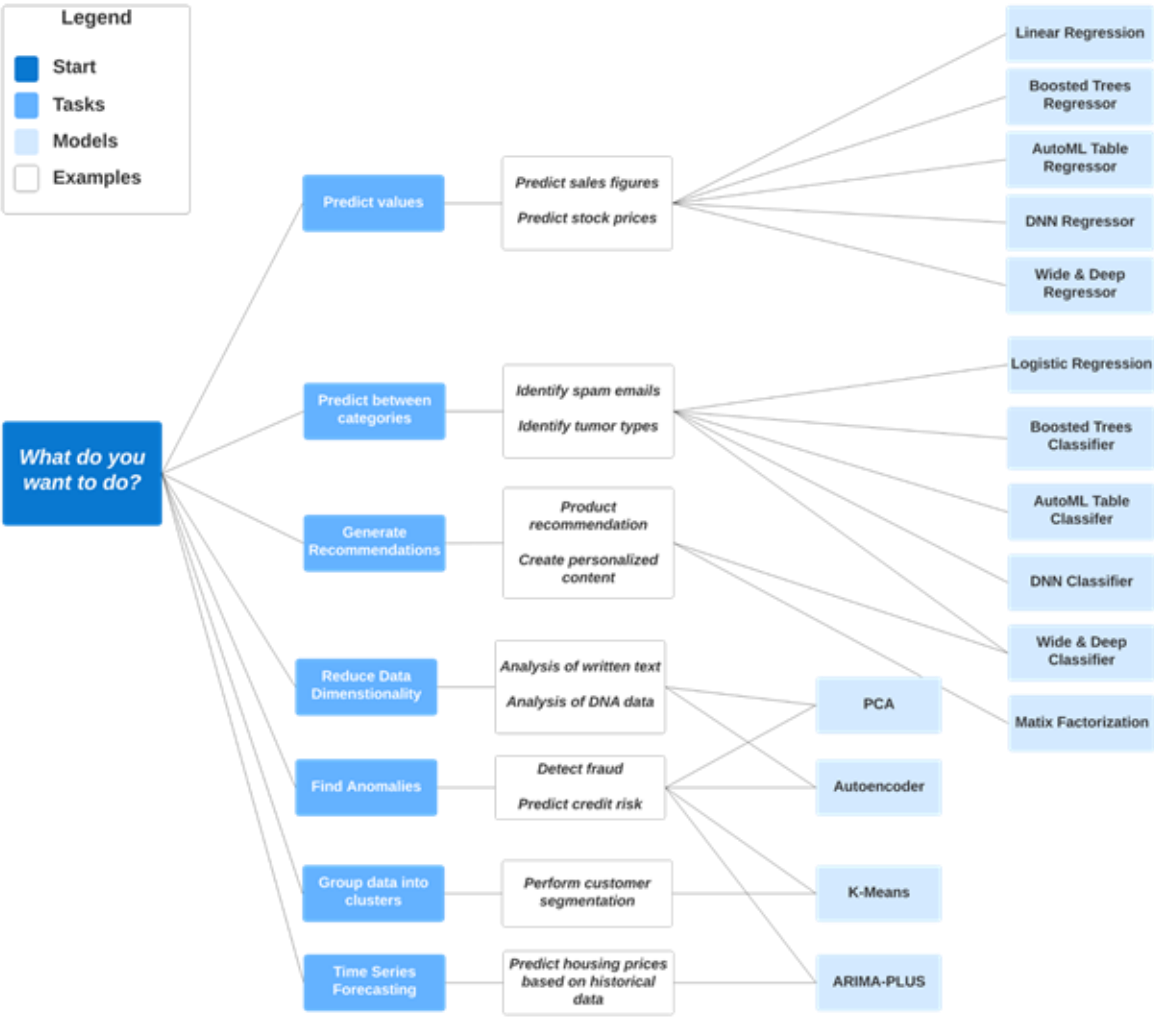 Legend
Start
Tasks
Models
Examples
What do you
want to do?
Predict values
Predict sales figures
Predict stock prices
Linear Regression
Boosted Trees
Regressor
AutoML Table
Regressor
DNN Regressor
Wide & Deep
Regressor
Predict between
categories
Identify spam emails
Identify tumor types
Logistic Regression
Boosted Trees
Classifier
AutoML Table
Classifer
DNN Classifier
Wide & Deep
Classifier
Generate
Recommendations
Product
recommendation
Create personalized
content
Matix Factorization
Reduce Data
Dimenstionality
Analysis of written text
Analysis of DNA data
PCA
Find Anomalies
Detect fraud
Predict credit risk
Autoencoder
Group data into
clusters
Perform customer
segmentation
K-Means
Time Series
Forecasting
Predict housing prices
based on historical
data
ARIMA-PLUS